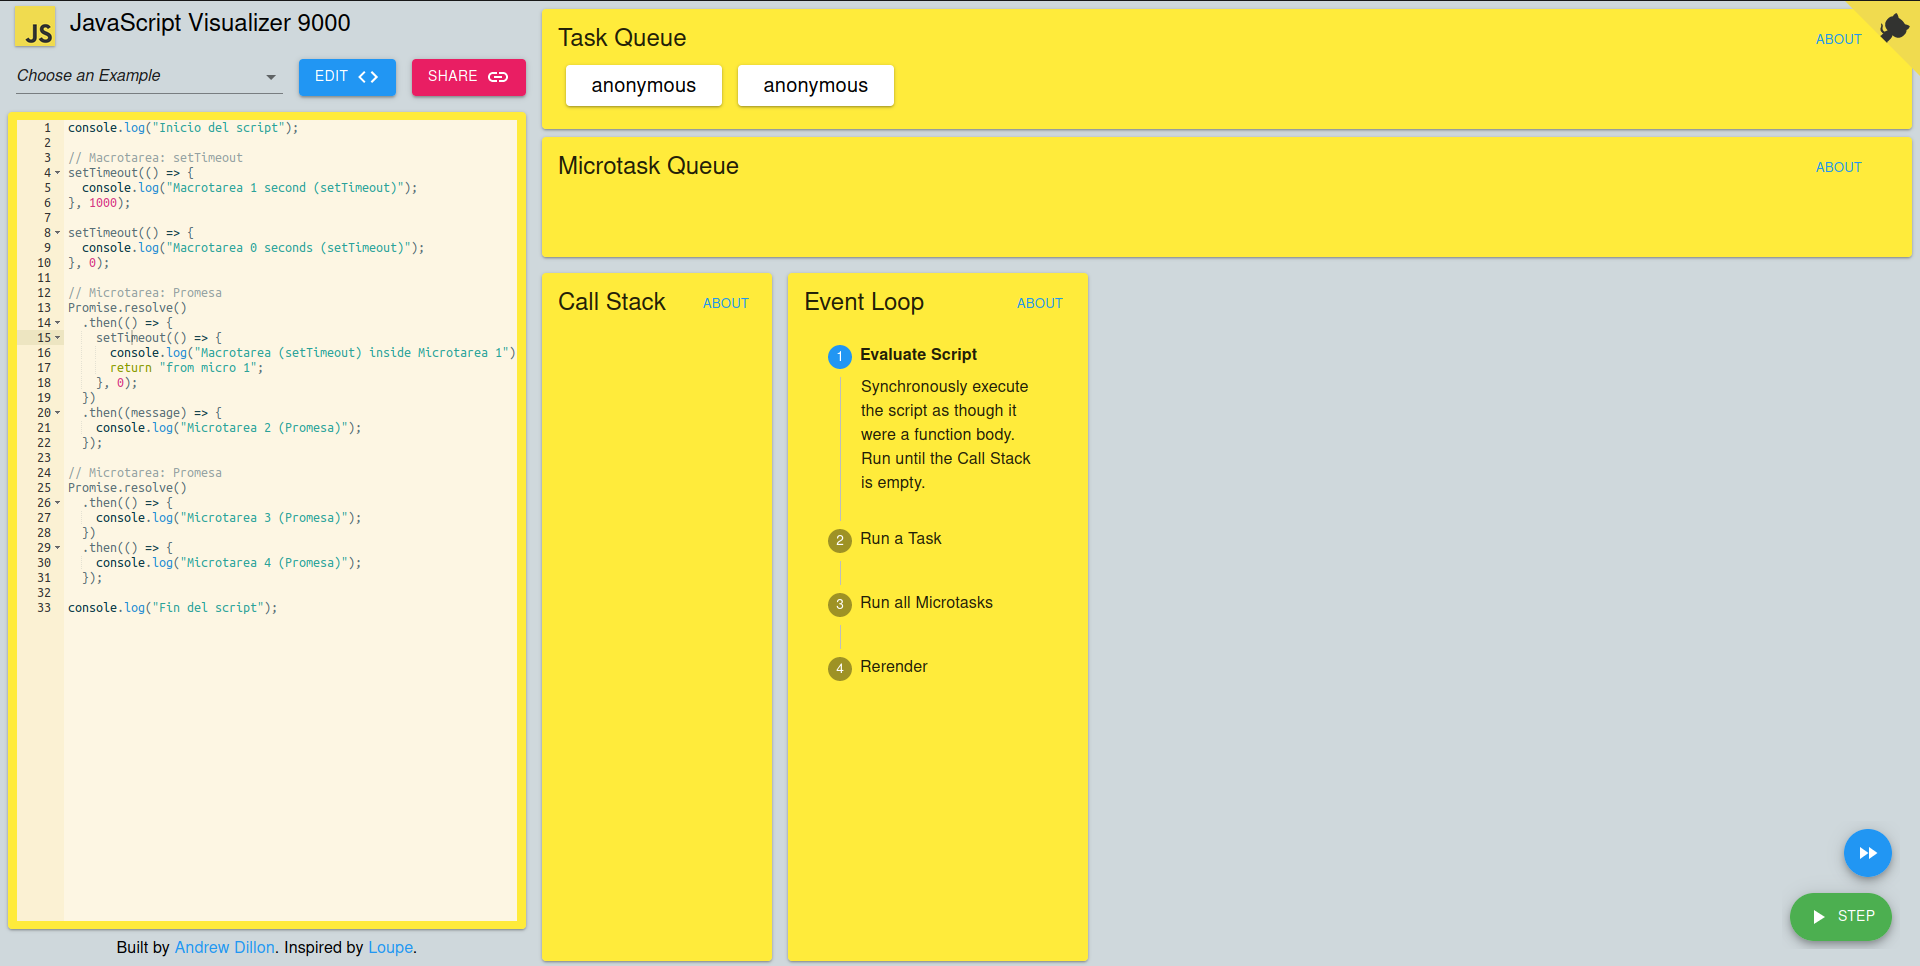 JS
JavaScript Visualizer 9000
Choose an Example
EDIT
SHARE
1 console.log("Inicio del script");
2
3 // Macrotarea: setTimeout
4 setTimeout(() => {
5   console.log("Macrotarea 1 second (setTimeout)");
6 }, 1000);
7
8 setTimeout(() => {
9   console.log("Macrotarea 0 seconds (setTimeout)");
10 }, 0);
11
12 // Microtarea: Promesa
13 Promise.resolve()
14   .then(() => {
15     setTimeout(() => {
16       console.log("Macrotarea (setTimeout) inside Microtarea 1")
17       return "from micro 1";
18     }, 0);
19   })
20   .then((message) => {
21     console.log("Microtarea 2 (Promesa)");
22   });
23
24 // Microtarea: Promesa
25 Promise.resolve()
26   .then(() => {
27     console.log("Microtarea 3 (Promesa)");
28   })
29   .then(() => {
30     console.log("Microtarea 4 (Promesa)");
31   });
32
33 console.log("Fin del script");
Built by Andrew Dillon. Inspired by Loupe.
Task Queue
ABOUT
anonymous
anonymous
Microtask Queue
ABOUT
Call Stack
ABOUT
Event Loop
ABOUT
1 Evaluate Script
Synchronously execute
the script as though it
were a function body.
Run until the Call Stack
is empty.
2 Run a Task
3 Run all Microtasks
4 Rerender
STEP